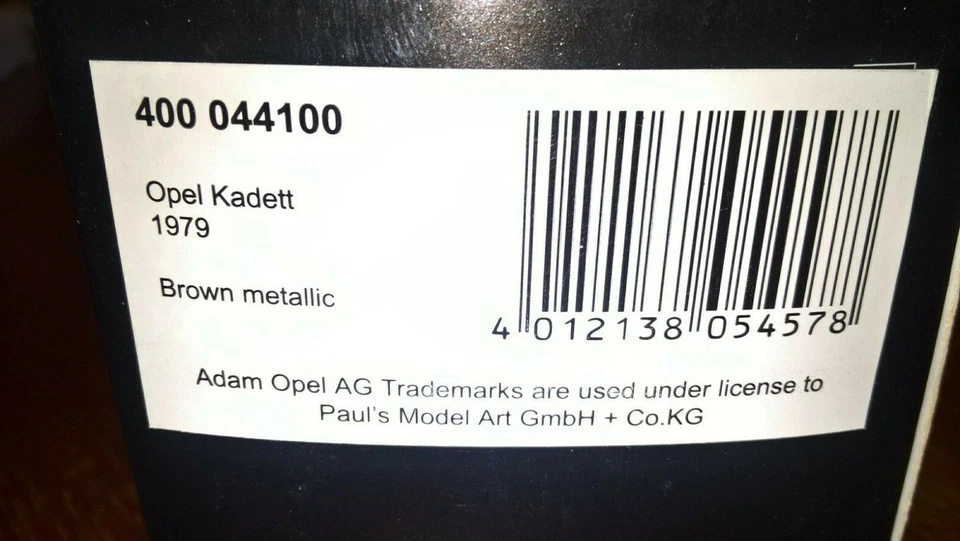 400 044100
Opel Kadett
1979
Brown metallic
4 012138 054578
Adam Opel AG Trademarks are used under license to
Paul's Model Art GmbH + Co.KG